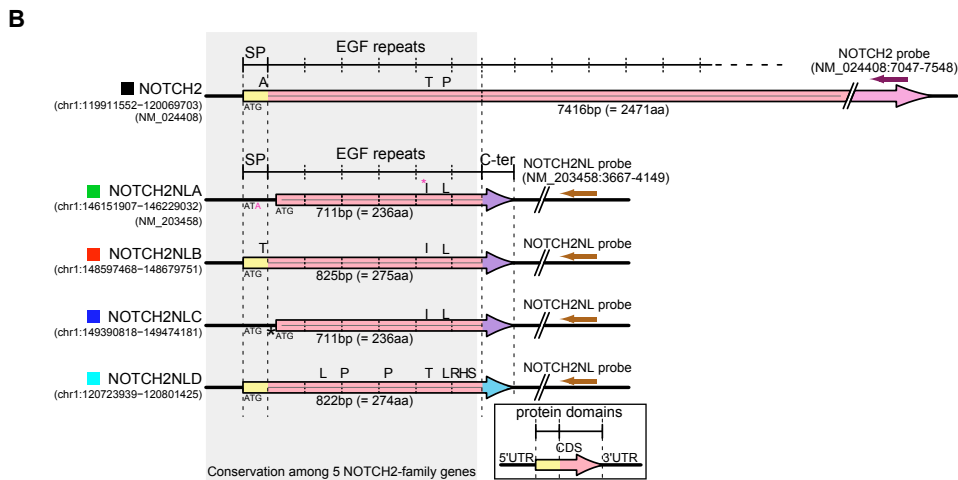 B
SP EGF repeats
NOTCH2 probe
(NM_024408:7047-7548)
A T P
NOTCH2
(chr1:119911552−120069703)
(NM_024408)
ATG
7416bp (= 2471aa)
SP EGF repeats C-ter
NOTCH2NL probe
(NM_203458:3667-4149)
* I L
NOTCH2NLA
(chr1:146151907−146229032)
(NM_203458)
ATA ATG
711bp (= 236aa)
T I L
NOTCH2NL probe
NOTCH2NLB
(chr1:148597468−148679751)
ATG
825bp (= 275aa)
I L
NOTCH2NL probe
NOTCH2NLC
(chr1:149390818−149474181)
ATG * ATG
711bp (= 236aa)
L P P T L R H S
NOTCH2NL probe
NOTCH2NLD
(chr1:120723939−120801425)
ATG
822bp (= 274aa)
protein domains
CDS
5'UTR 3'UTR
Conservation among 5 NOTCH2-family genes